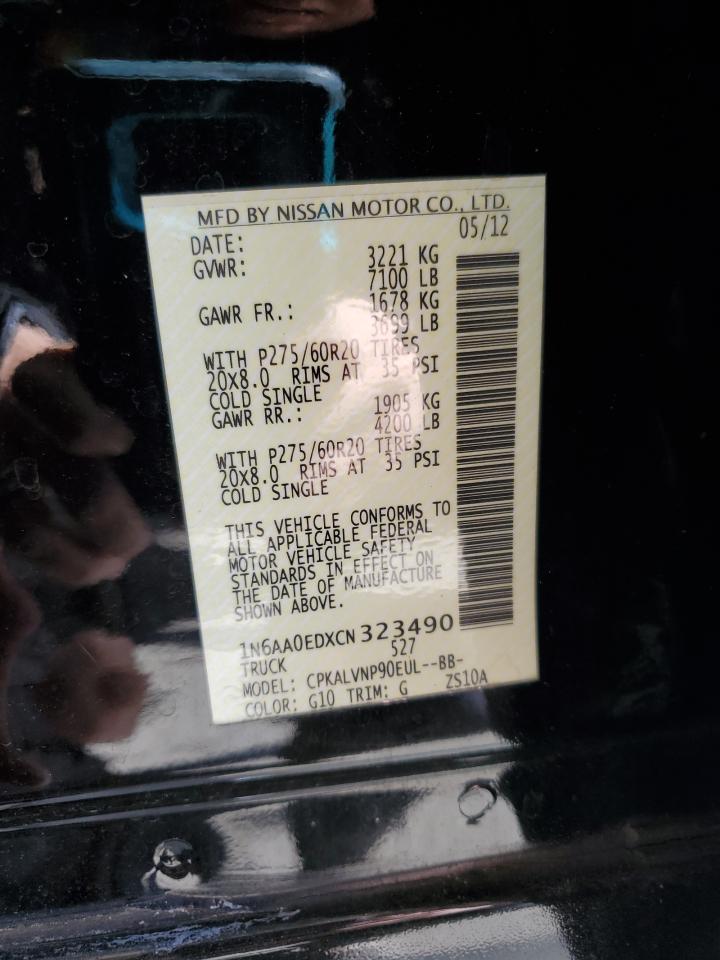 MFD BY NISSAN MOTOR CO., LTD.
DATE: 05/12
GVWR: 3221 KG
7100 LB
GAWR FR.: 1678 KG
3699 LB
WITH P275/60R20 TIRES
20X8.0 RIMS AT 35 PSI
COLD SINGLE
GAWR RR.: 1905 KG
4200 LB
WITH P275/60R20 TIRES
20X8.0 RIMS AT 35 PSI
COLD SINGLE
THIS VEHICLE CONFORMS TO
ALL APPLICABLE FEDERAL
MOTOR VEHICLE SAFETY
STANDARDS IN EFFECT ON
THE DATE OF MANUFACTURE
SHOWN ABOVE.
1N6AA0EDXCN323490
TRUCK 527
MODEL: CPKALVNP90EUL--BB-
COLOR: G10 TRIM: G ZS10A